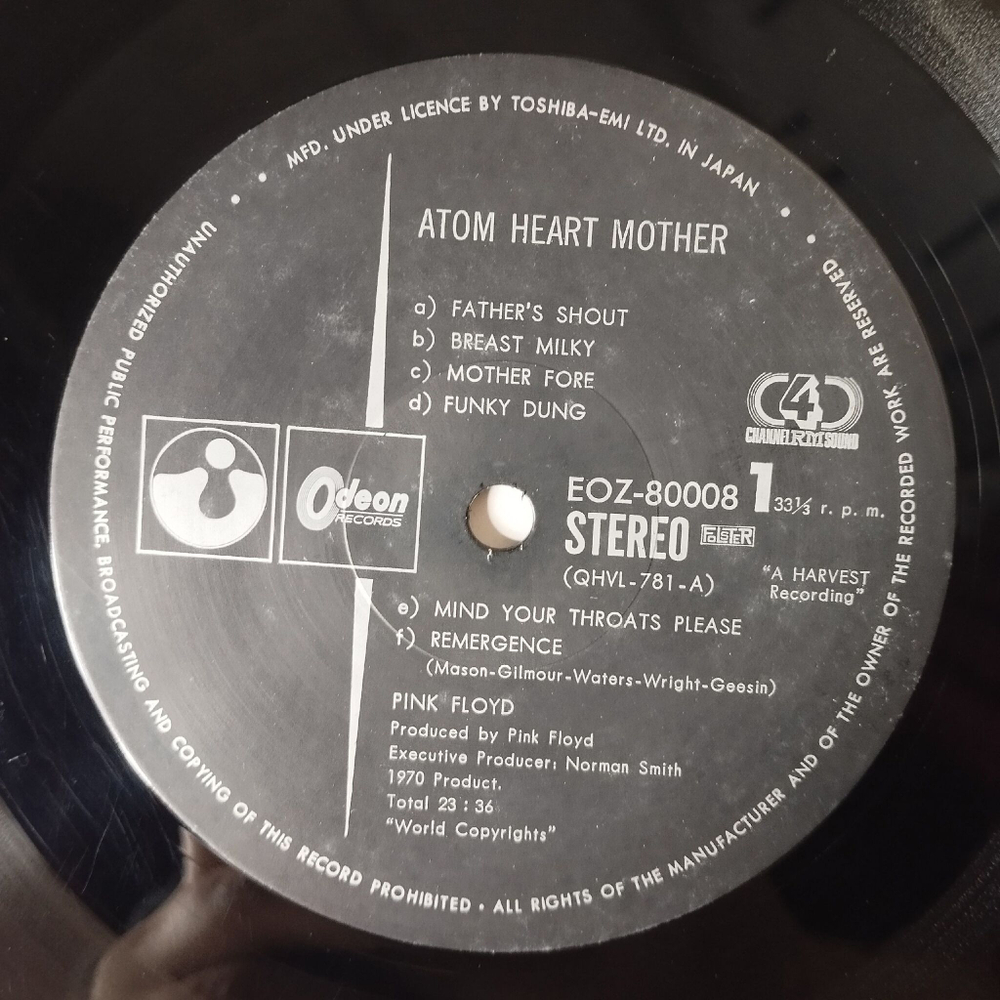 MFD. UNDER LICENCE BY TOSHIBA-EMI LTD. IN JAPAN
ATOM HEART MOTHER
a) FATHER'S SHOUT
b) BREAST MILKY
c) MOTHER FORE
d) FUNKY DUNG
4
CHANNEL RM SOUND
Odeon
RECORDS
EOZ-80008 1 33⅓ r. p. m.
STEREO
(QHVL-781-A)
"A HARVEST
Recording"
e) MIND YOUR THROATS PLEASE
f) REMERGENCE
(Mason-Gilmour-Waters-Wright-Geesin)
PINK FLOYD
Produced by Pink Floyd
Executive Producer: Norman Smith
1970 Product.
Total 23 : 36
"World Copyrights"
UNAUTHORIZED PUBLIC PERFORMANCE, BROADCASTING AND COPYING OF THIS RECORD PROHIBITED • ALL RIGHTS OF THE MANUFACTURER AND OF THE OWNER OF THE RECORDED WORK ARE RESERVED